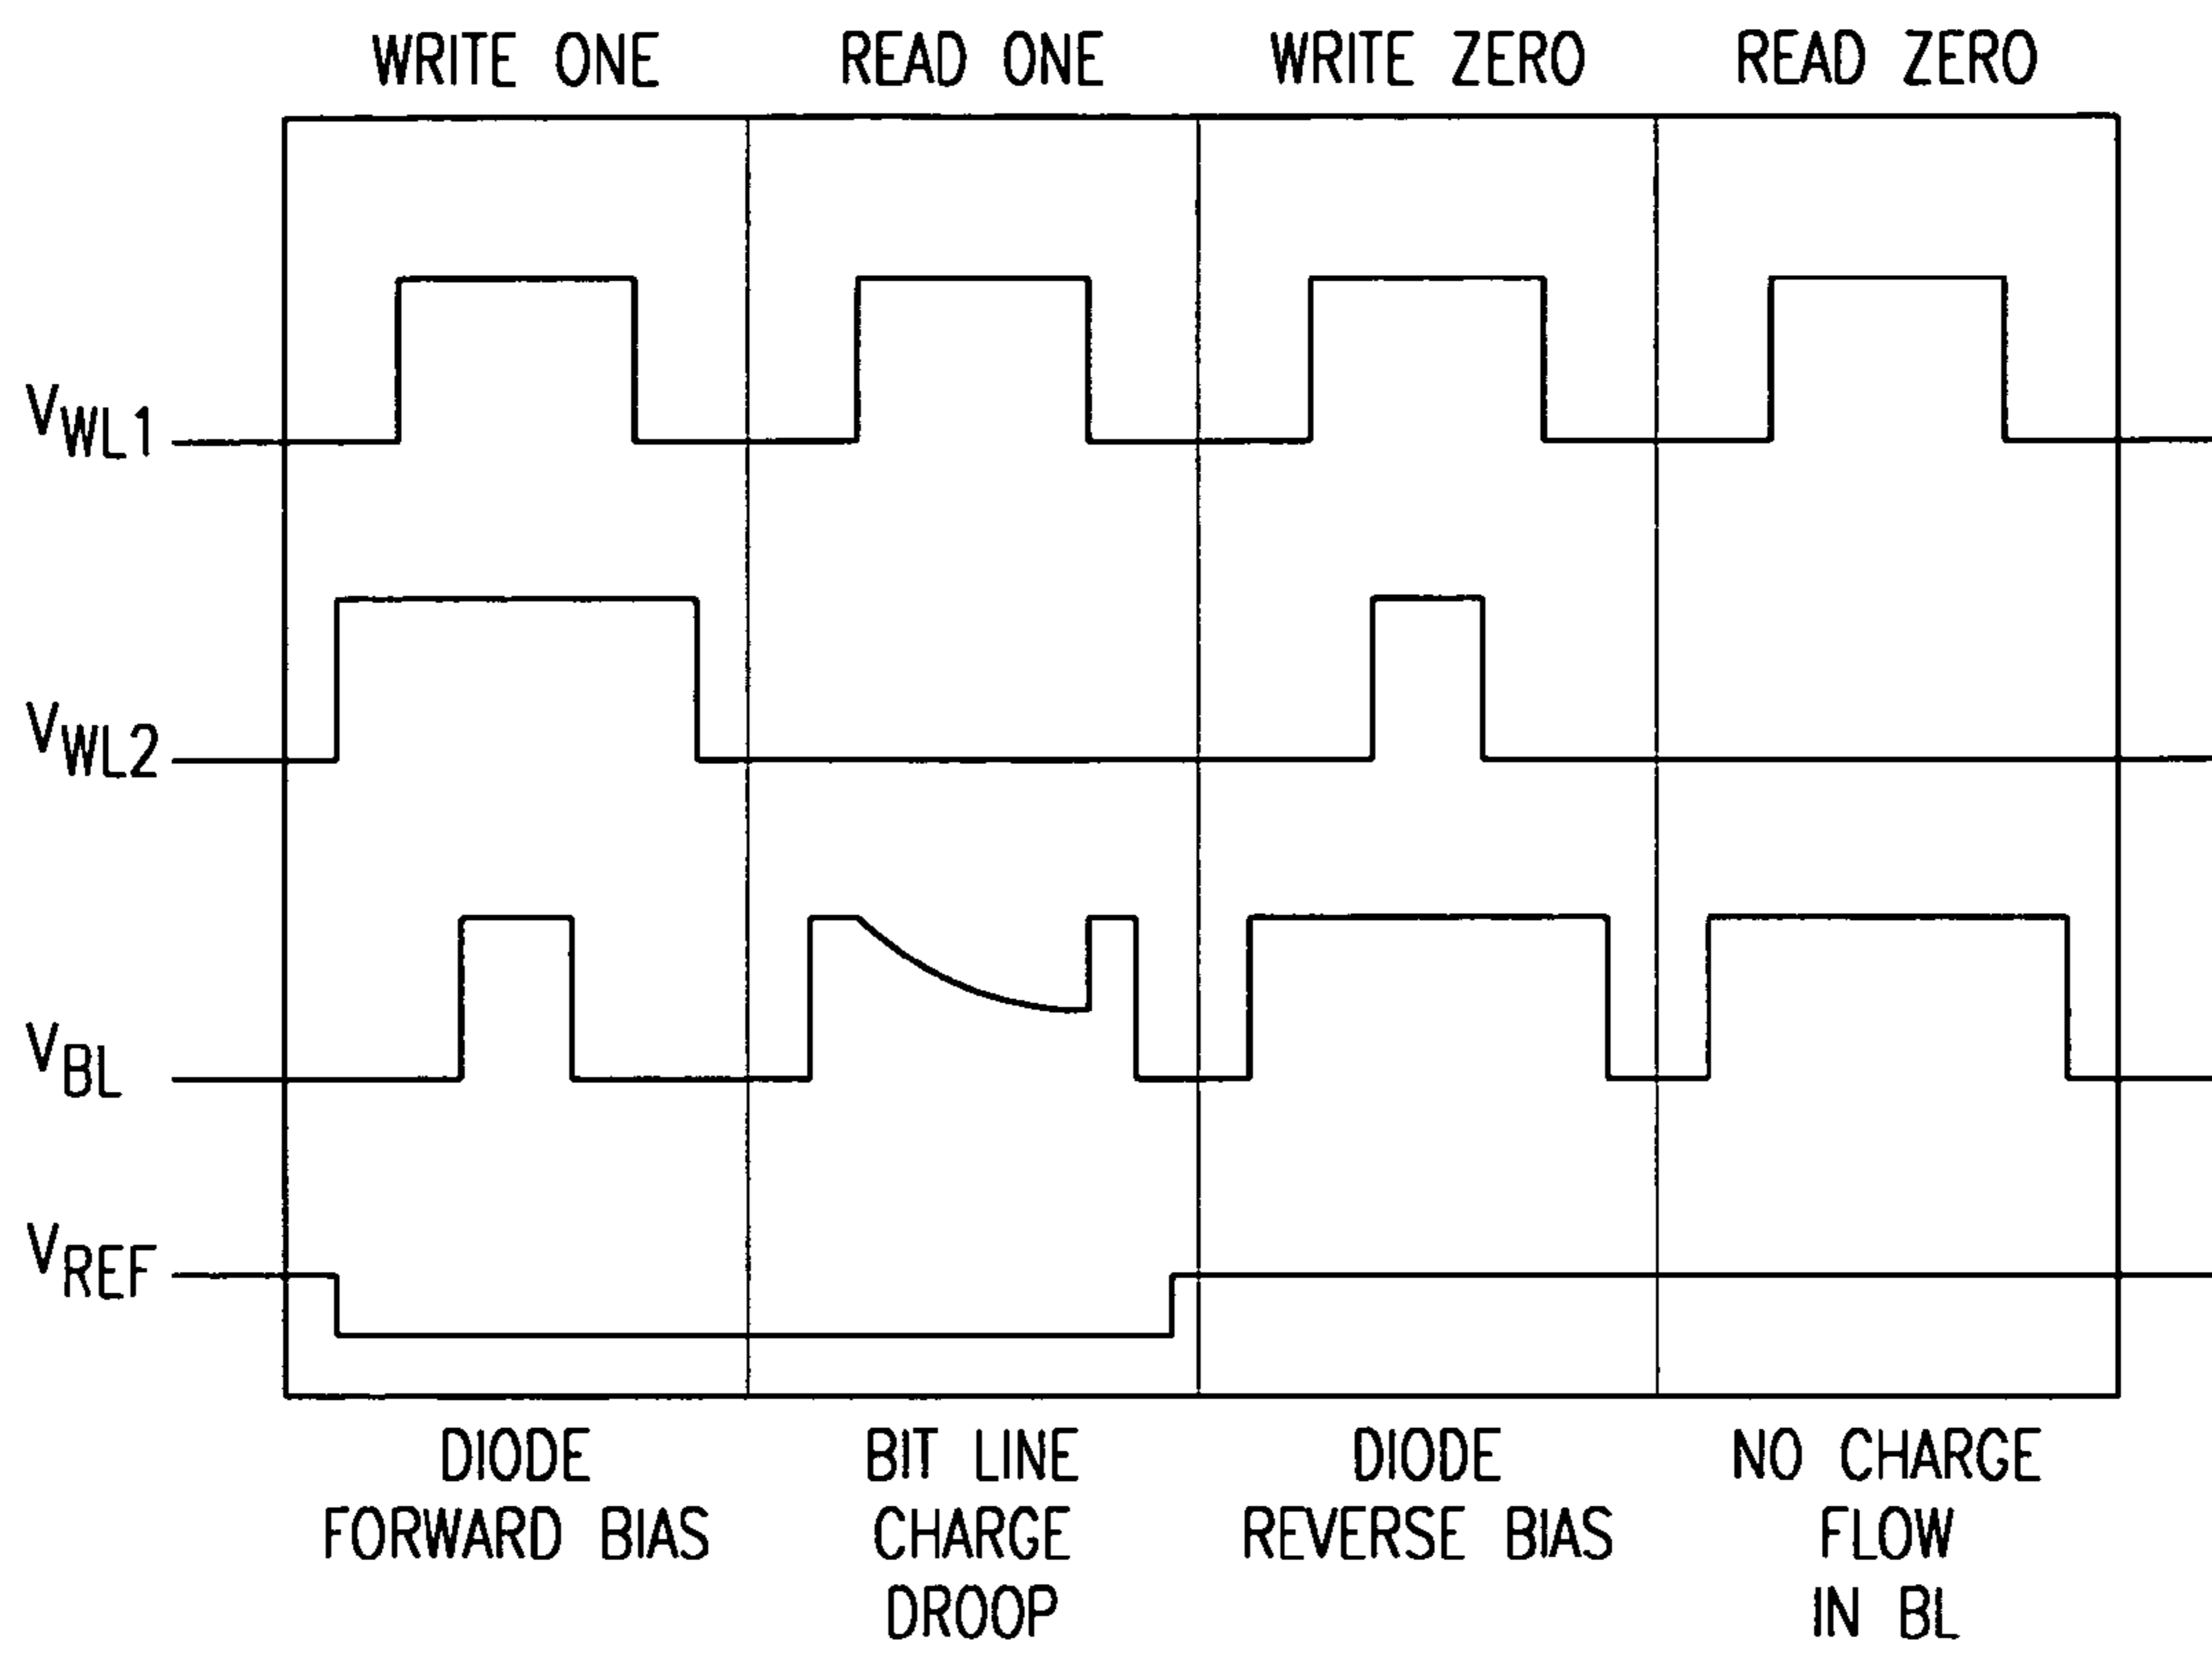 WRITE ONE READ ONE WRITE ZERO READ ZERO
VWL1
VWL2
VBL
VREF
DIODE
FORWARD BIAS
BIT LINE
CHARGE
DROOP
DIODE
REVERSE BIAS
NO CHARGE
FLOW
IN BL